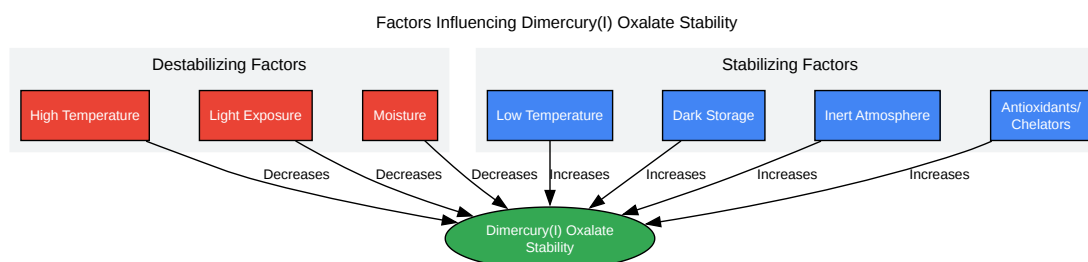 Factors Influencing Dimercury(I) Oxalate Stability
Destabilizing Factors
Stabilizing Factors
High Temperature
Light Exposure
Moisture
Low Temperature
Dark Storage
Inert Atmosphere
Antioxidants/
Chelators
Decreases
Decreases
Decreases
Increases
Increases
Increases
Increases
Dimercury(I) Oxalate
Stability